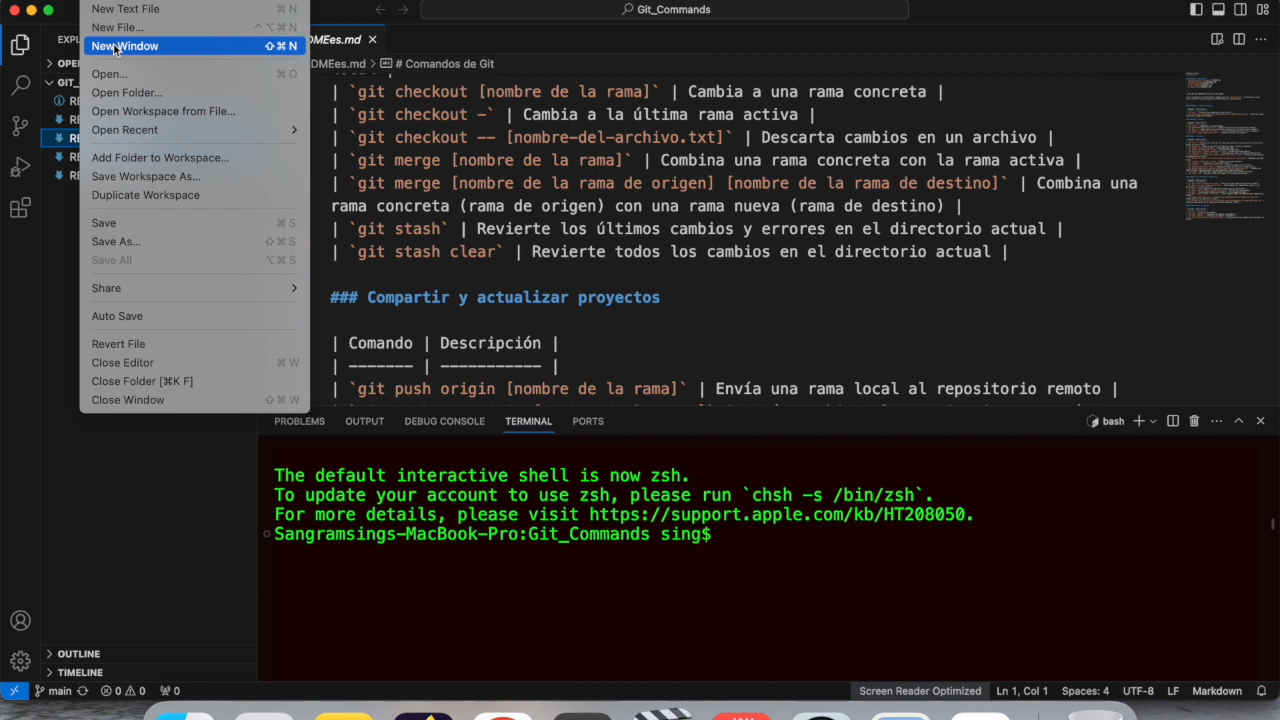 Git_Commands
New Text File ⌘ N
New File... ⌃⌥⌘ N
New Window ⇧⌘ N
Open... ⌘ O
Open Folder...
Open Workspace from File...
Open Recent
Add Folder to Workspace...
Save Workspace As...
Duplicate Workspace
Save ⌘ S
Save As... ⇧⌘ S
Save All ⌥⌘ S
Share
Auto Save
Revert File
Close Editor ⌘ W
Close Folder [⌘K F]
Close Window ⇧⌘ W
EXPL
OPE
GIT_
RE
RE
RE
RE
RE
OUTLINE
TIMELINE
DMEes.md
DMEes.md > # Comandos de Git
| `git checkout [nombre de la rama]` | Cambia a una rama concreta |
| `git checkout -` | Cambia a la última rama activa |
| `git checkout -- [nombre-del-archivo.txt]` | Descarta cambios en un archivo |
| `git merge [nombre de la rama]` | Combina una rama concreta con la rama activa |
| `git merge [nombre de la rama de origen] [nombre de la rama de destino]` | Combina una
rama concreta (rama de origen) con una rama nueva (rama de destino) |
| `git stash` | Revierte los últimos cambios y errores en el directorio actual |
| `git stash clear` | Revierte todos los cambios en el directorio actual |
### Compartir y actualizar proyectos
| Comando | Descripción |
| ------- | ----------- |
| `git push origin [nombre de la rama]` | Envía una rama local al repositorio remoto |
PROBLEMS OUTPUT DEBUG CONSOLE TERMINAL PORTS bash
The default interactive shell is now zsh.
To update your account to use zsh, please run `chsh -s /bin/zsh`.
For more details, please visit https://support.apple.com/kb/HT208050.
Sangramsings-MacBook-Pro:Git_Commands sing$
main 0 0 0 Screen Reader Optimized Ln 1, Col 1 Spaces: 4 UTF-8 LF Markdown